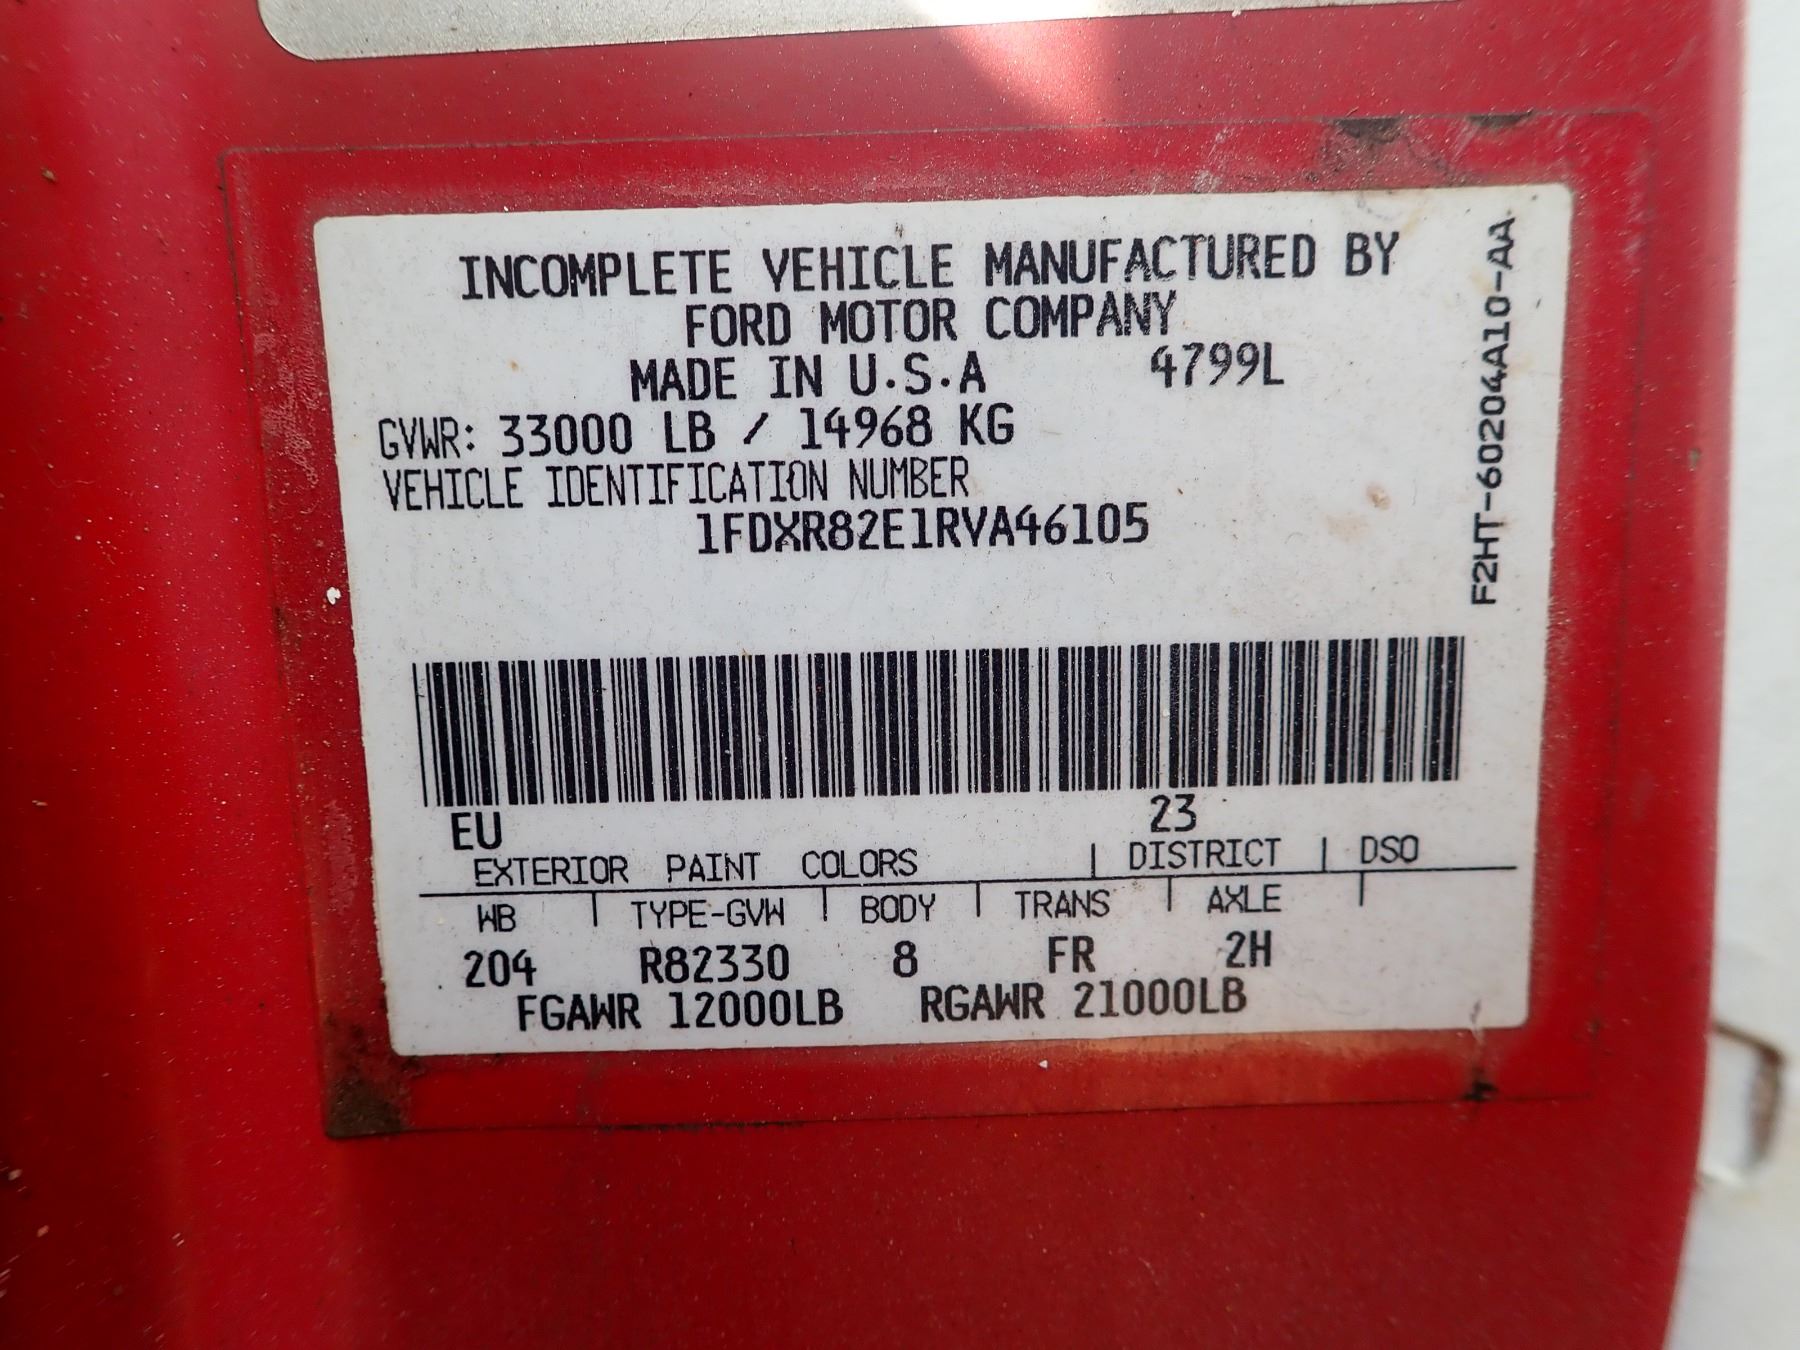 INCOMPLETE VEHICLE MANUFACTURED BY
FORD MOTOR COMPANY
MADE IN U.S.A 4799L
GVWR: 33000 LB / 14968 KG
VEHICLE IDENTIFICATION NUMBER
1FDXR82E1RVA46105
F2HT-60204A10-AA
EU 23
EXTERIOR PAINT COLORS | DISTRICT | DSO
WB | TYPE-GVW | BODY | TRANS | AXLE |
204 R82330 8 FR 2H
FGAWR 12000LB RGAWR 21000LB